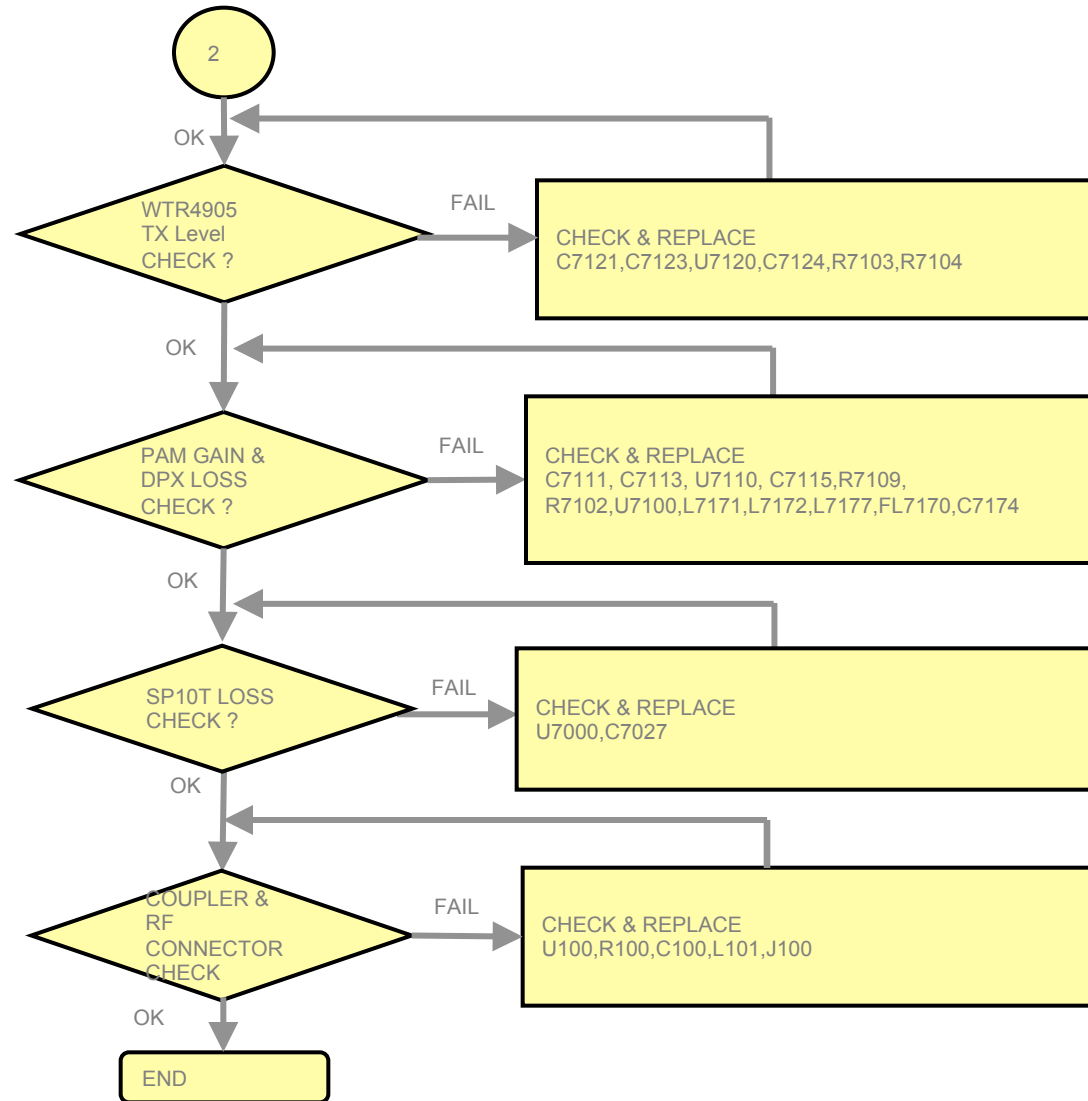 2
OK
WTR4905
TX Level
CHECK ?
FAIL
CHECK & REPLACE
C7121,C7123,U7120,C7124,R7103,R7104
OK
PAM GAIN &
DPX LOSS
CHECK ?
FAIL
CHECK & REPLACE
C7111, C7113, U7110, C7115,R7109,
R7102,U7100,L7171,L7172,L7177,FL7170,C7174
OK
SP10T LOSS
CHECK ?
FAIL
CHECK & REPLACE
U7000,C7027
OK
COUPLER &
RF
CONNECTOR
CHECK
FAIL
CHECK & REPLACE
U100,R100,C100,L101,J100
OK
END